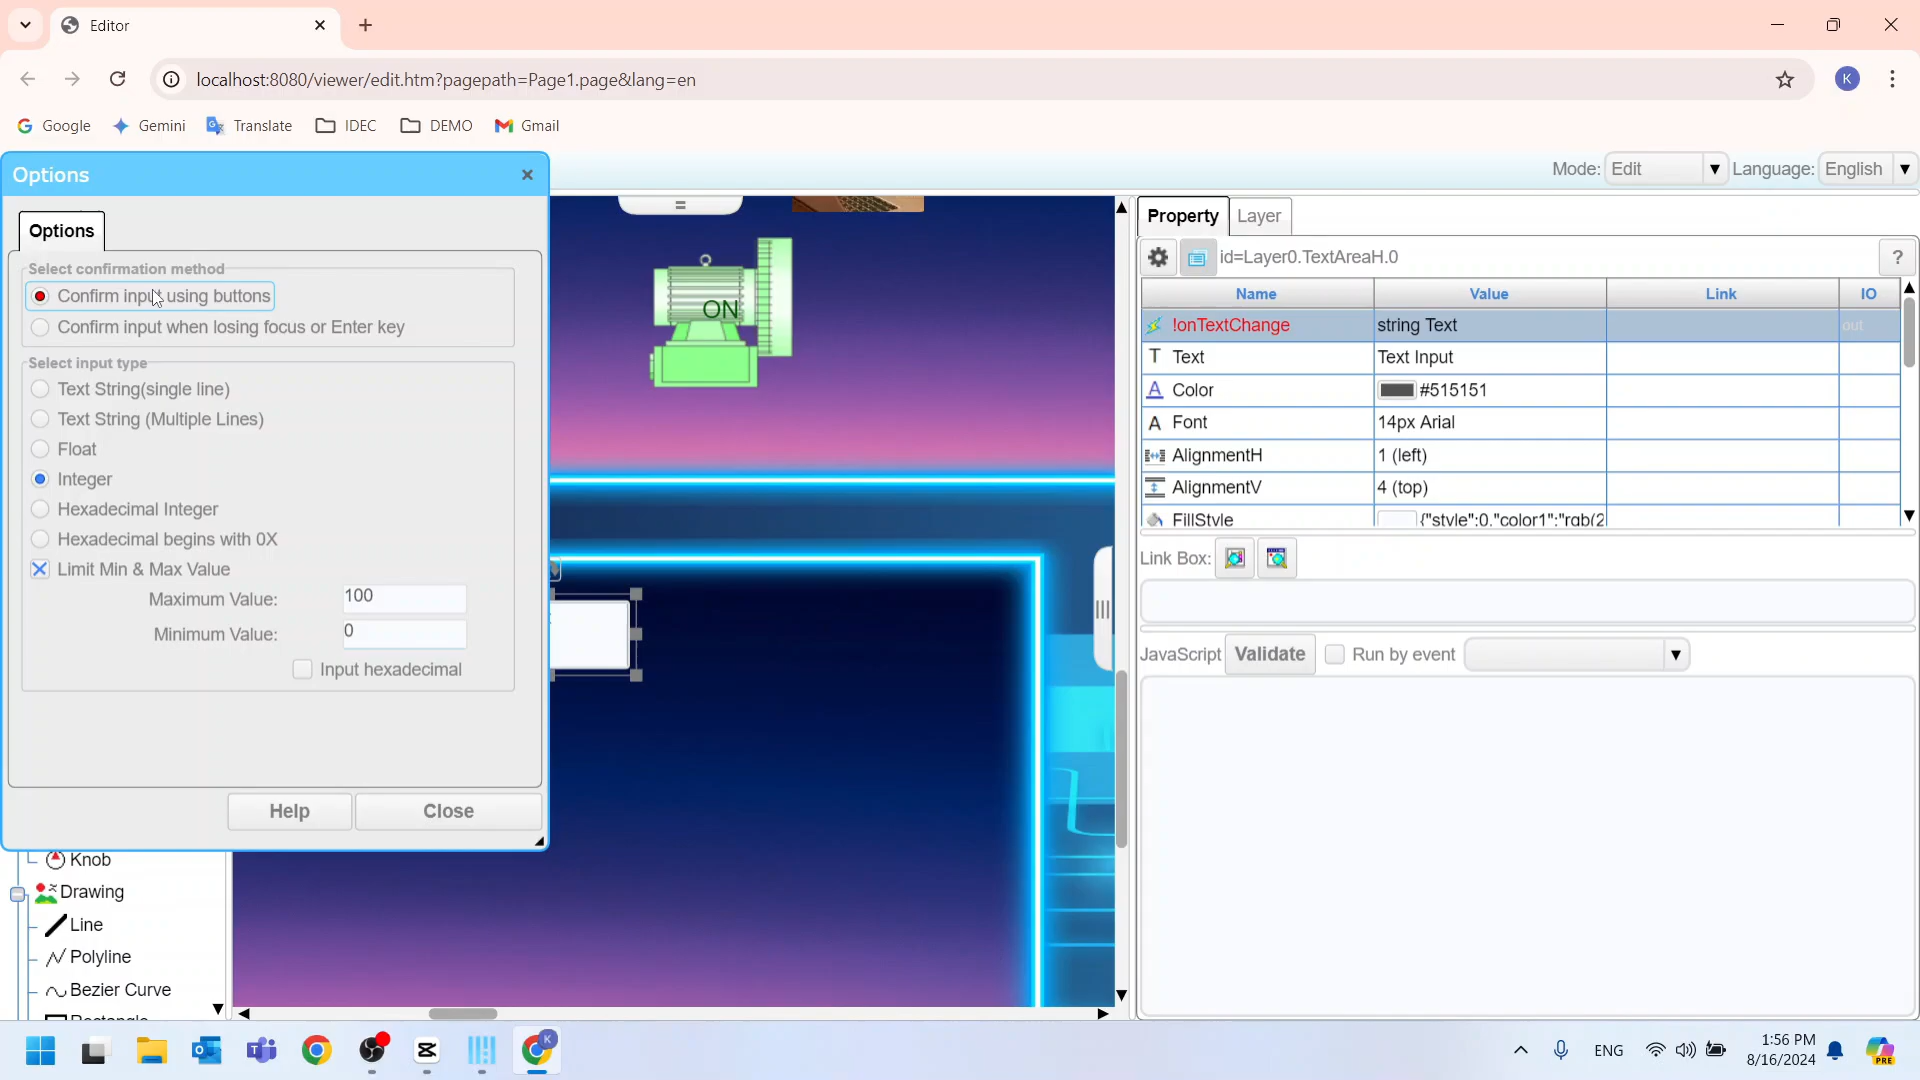 Editor
localhost:8080/viewer/edit.htm?pagepath=Page1.page&lang=en
K
Google
Gemini
Translate
IDEC
DEMO
Gmail
Options
Mode: Edit
Language: English
Options
Select confirmation method
Confirm input using buttons
Confirm input when losing focus or Enter key
Select input type
Text String(single line)
Text String (Multiple Lines)
Float
Integer
Hexadecimal Integer
Hexadecimal begins with 0X
Limit Min & Max Value
Maximum Value: 100
Minimum Value: 0
Input hexadecimal
Help
Close
Knob
Drawing
Line
Polyline
Bezier Curve
Rectangle
ON
Property
Layer
id=Layer0.TextAreaH.0
?
Name Value Link IO
!onTextChange string Text out
Text Text Input
Color #515151
Font 14px Arial
AlignmentH 1 (left)
AlignmentV 4 (top)
FillStyle {"style":0,"color1":"rgb(2
Link Box:
JavaScript Validate Run by event
K
ENG
1:56 PM
8/16/2024
PRE